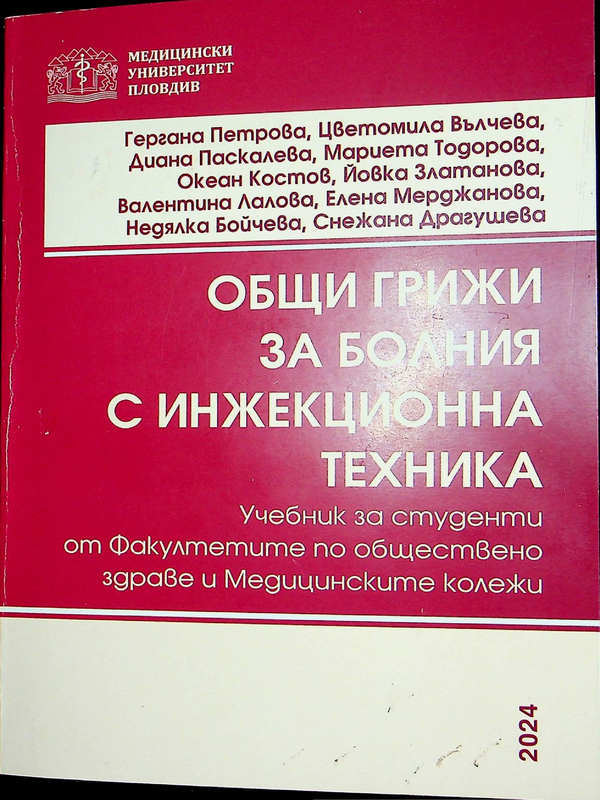 МЕДИЦИНСКИ
УНИВЕРСИТЕТ
ПЛОВДИВ
Гергана Петрова, Цветомила Вълчева,
Диана Паскалева, Мариета Тодорова,
Океан Костов, Йовка Златанова,
Валентина Лалова, Елена Мерджанова,
Недялка Бойчева, Снежана Драгушева
ОБЩИ ГРИЖИ
ЗА БОЛНИЯ
С ИНЖЕКЦИОННА
ТЕХНИКА
Учебник за студенти
от Факултетите по обществено
здраве и Медицинските колежи
2024